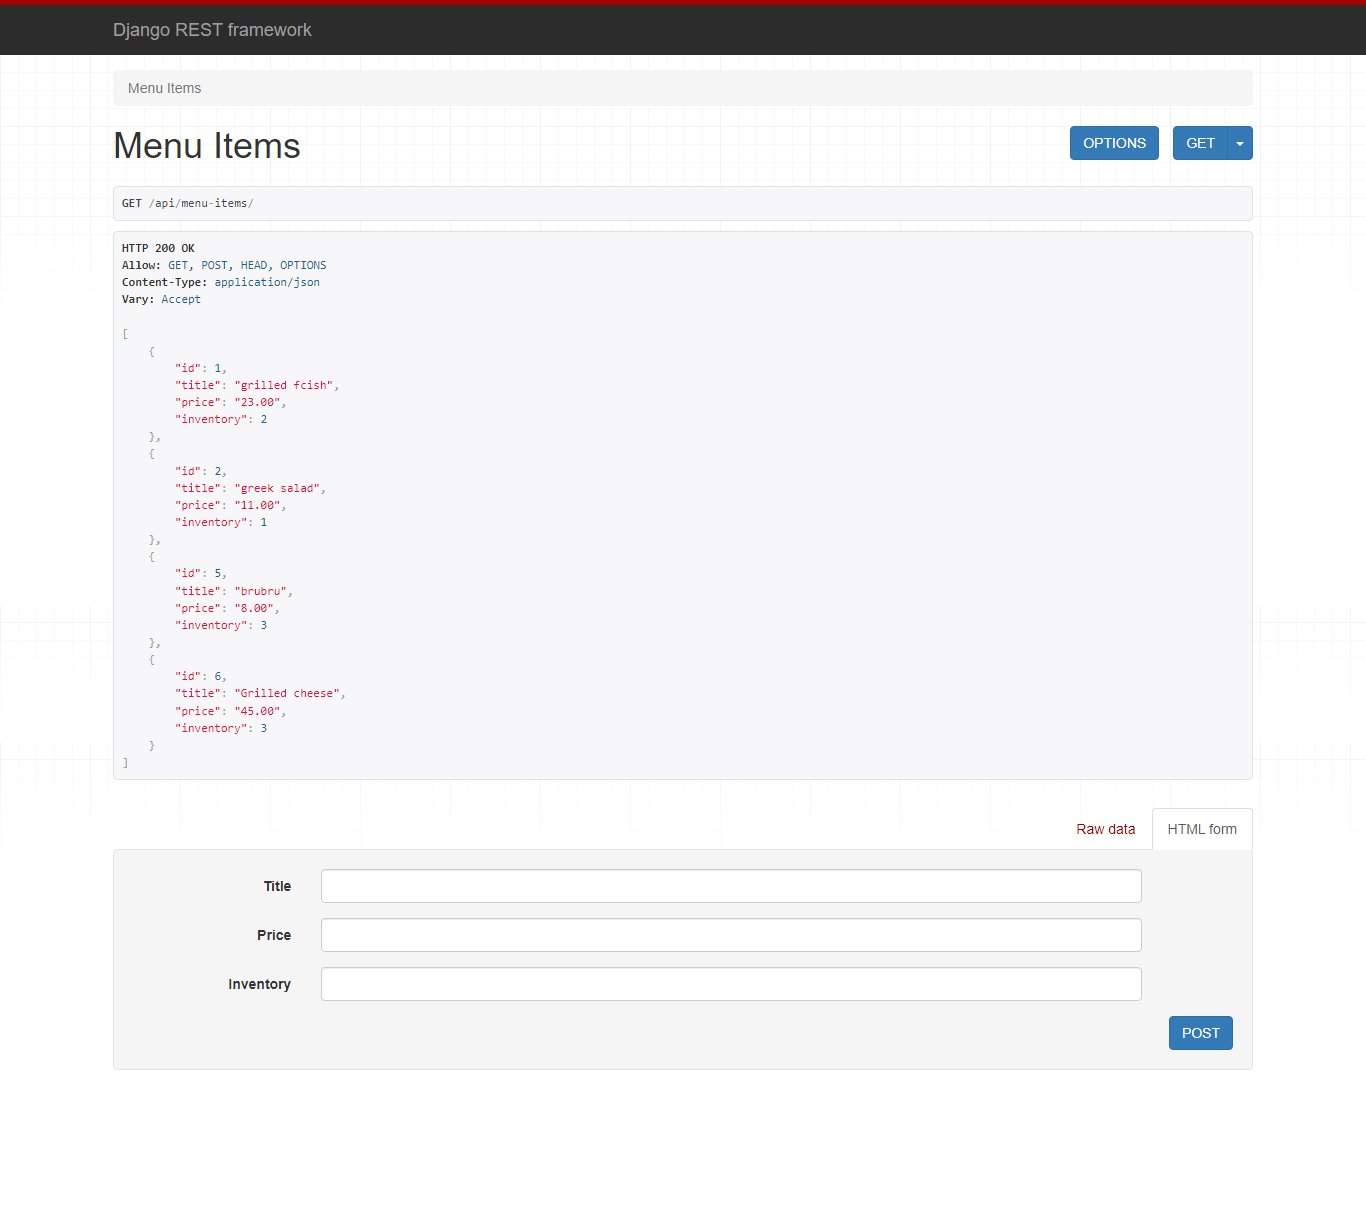 Django REST framework
Menu Items
Menu Items
OPTIONS
GET
GET /api/menu-items/
HTTP 200 OK
Allow: GET, POST, HEAD, OPTIONS
Content-Type: application/json
Vary: Accept
[
    {
        "id": 1,
        "title": "grilled fcish",
        "price": "23.00",
        "inventory": 2
    },
    {
        "id": 2,
        "title": "greek salad",
        "price": "11.00",
        "inventory": 1
    },
    {
        "id": 5,
        "title": "brubru",
        "price": "8.00",
        "inventory": 3
    },
    {
        "id": 6,
        "title": "Grilled cheese",
        "price": "45.00",
        "inventory": 3
    }
]
Raw data
HTML form
Title
Price
Inventory
POST